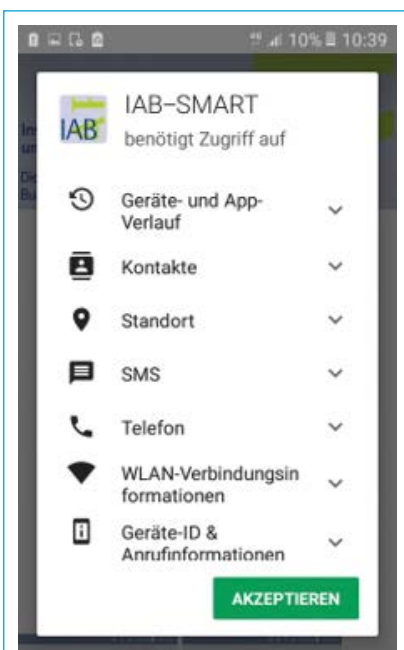 10% 10:39
IAB-SMART
IAB
benötigt Zugriff auf
Geräte- und App-
Verlauf
Kontakte
Standort
SMS
Telefon
WLAN-Verbindungsin
formationen
Geräte-ID &
Anrufinformationen
AKZEPTIEREN